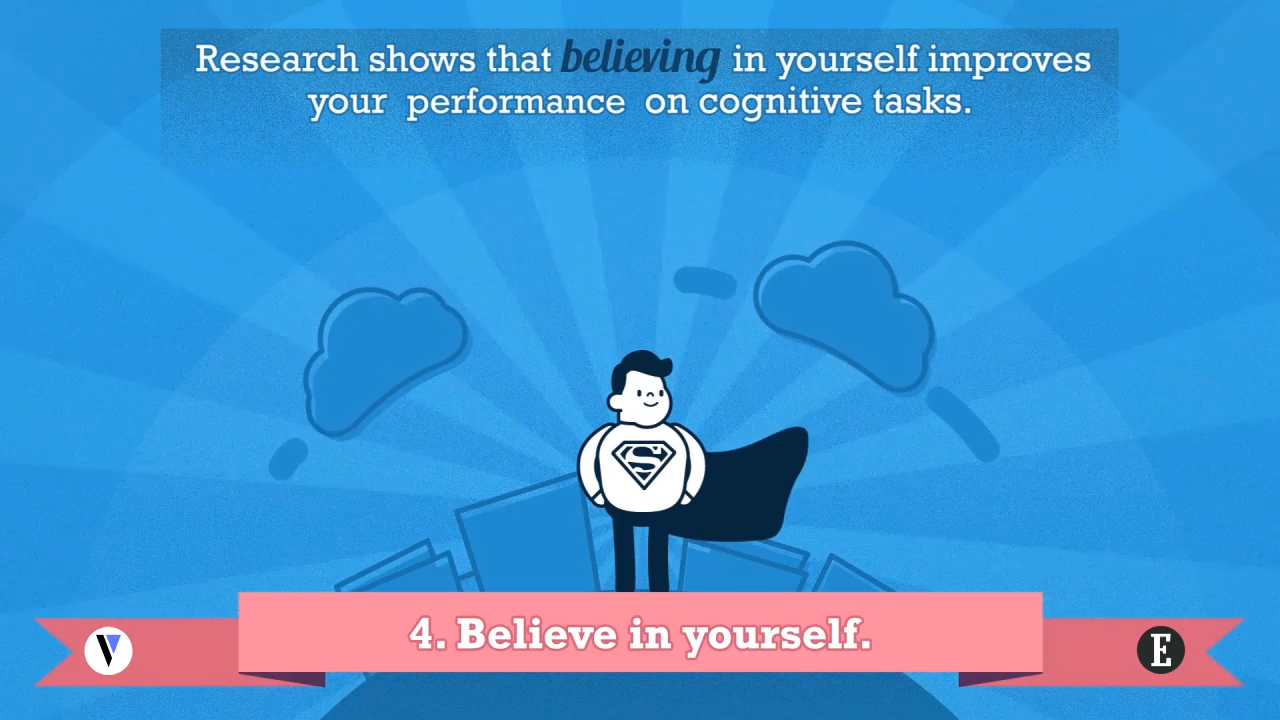 Research shows that believing in yourself improves
your performance on cognitive tasks.
S
4. Believe in yourself.
V
E